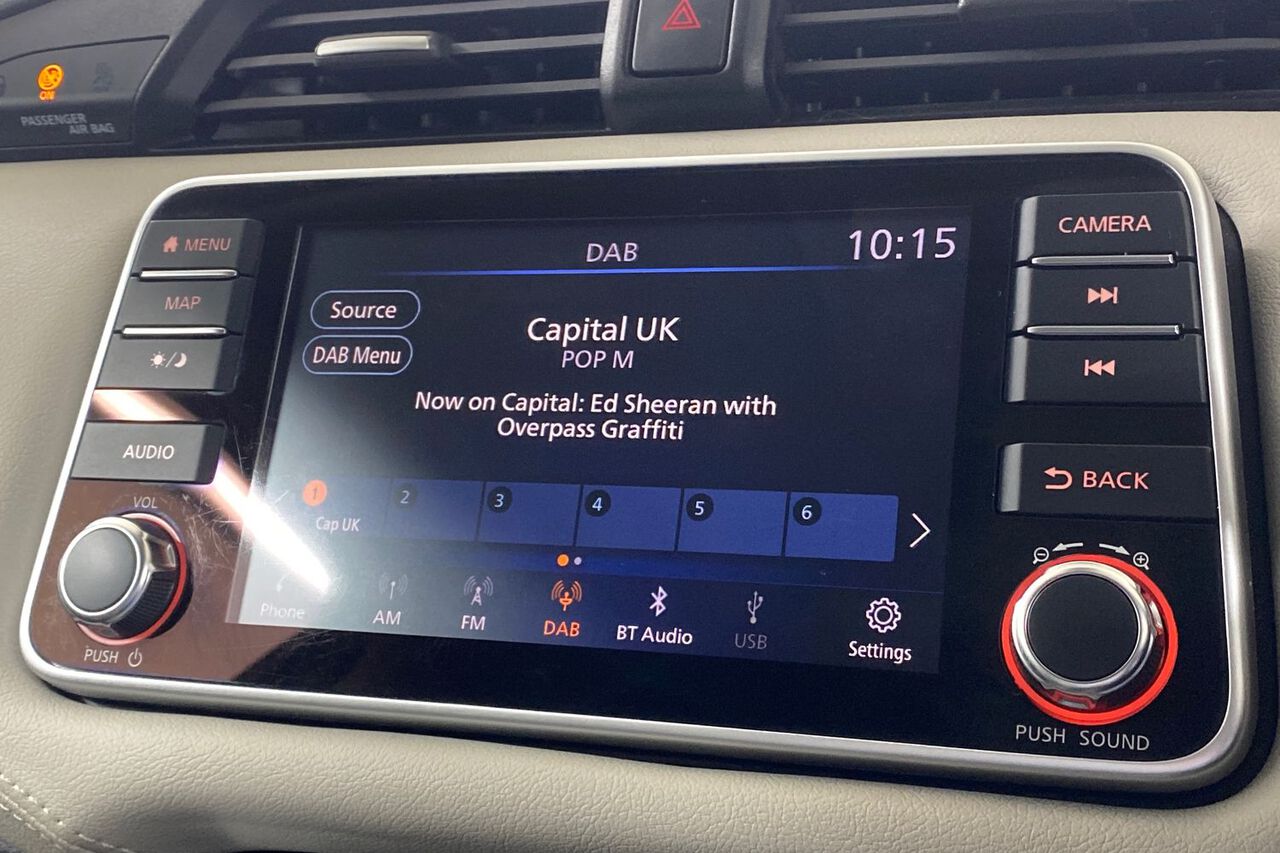 ON
PASSENGER
AIR BAG
MENU
MAP
AUDIO
VOL
PUSH
DAB
10:15
Source
DAB Menu
Capital UK
POP M
Now on Capital: Ed Sheeran with
Overpass Graffiti
1
Cap UK
2
3
4
5
6
Phone
AM
FM
DAB
BT Audio
USB
Settings
CAMERA
BACK
PUSH SOUND